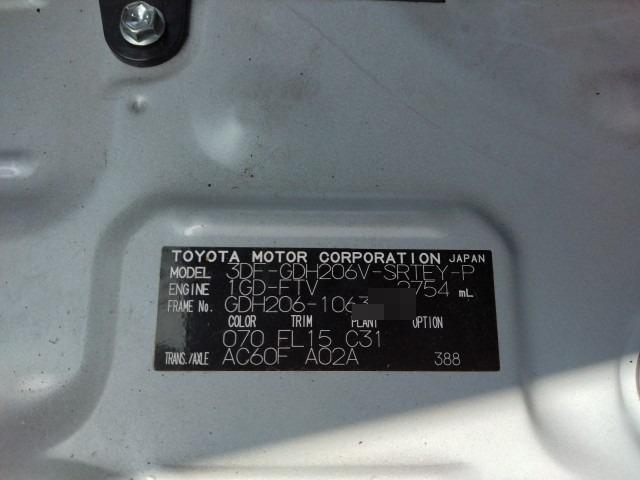 TOYOTA MOTOR CORPORATION JAPAN
MODEL 3DF-GDH206V-SRTEY-P
ENGINE 1GD-FTV 2754 mL
FRAME No. GDH206-1063
COLOR TRIM PLANT OPTION
070 FL15 C31
TRANS./AXLE AC60F A02A 388